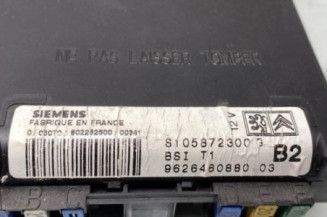 NE PAS LAISSER TOMBER
SIEMENS
FABRIQUE EN FRANCE
12V
S105872300
BSI T1
B2
9626480880 03